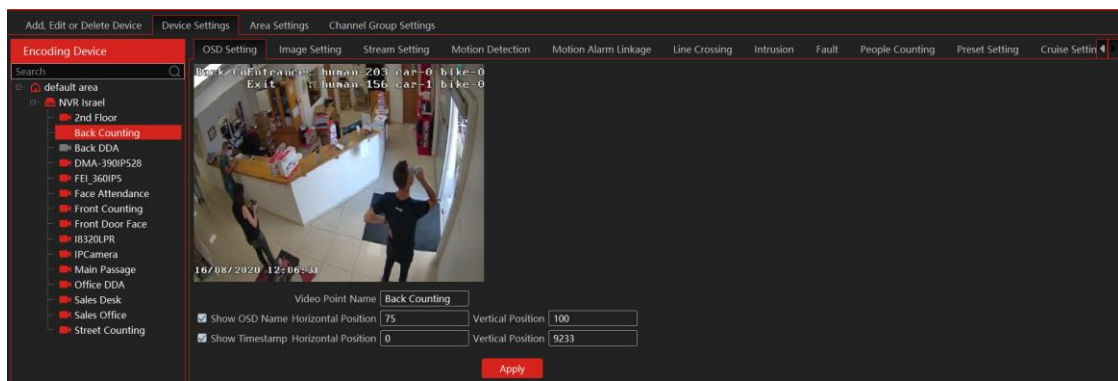 Add, Edit or Delete Device Device Settings Area Settings Channel Group Settings
Encoding Device
Search
default area
NVR Israel
2nd Floor
Back Counting
Back DDA
DMA-390IP528
FEI_360IP5
Face Attendance
Front Counting
Front Door Face
I8320LPR
IPCamera
Main Passage
Office DDA
Sales Desk
Sales Office
Street Counting
OSD Setting Image Setting Stream Setting Motion Detection Motion Alarm Linkage Line Crossing Intrusion Fault People Counting Preset Setting Cruise Settin
Entrance: human-203 car-0 bike-0
Exit : human-156 car-1 bike-0
16/08/2020 12:06:31
Video Point Name Back Counting
Show OSD Name Horizontal Position 75 Vertical Position 100
Show Timestamp Horizontal Position 0 Vertical Position 9233
Apply